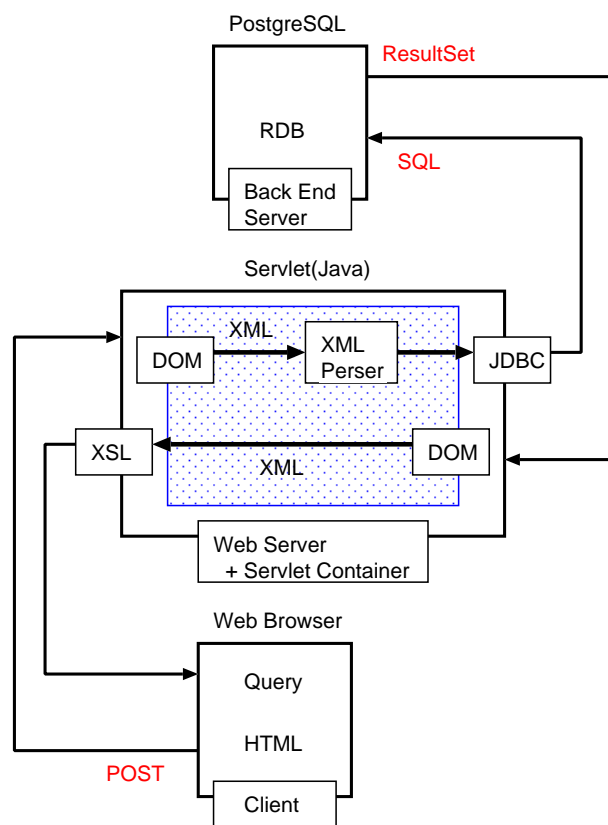 PostgreSQL
ResultSet
RDB
SQL
Back End
Server
Servlet(Java)
XML
DOM
XML
Perser
JDBC
XSL
DOM
XML
Web Server
+ Servlet Container
Web Browser
Query
HTML
POST
Client